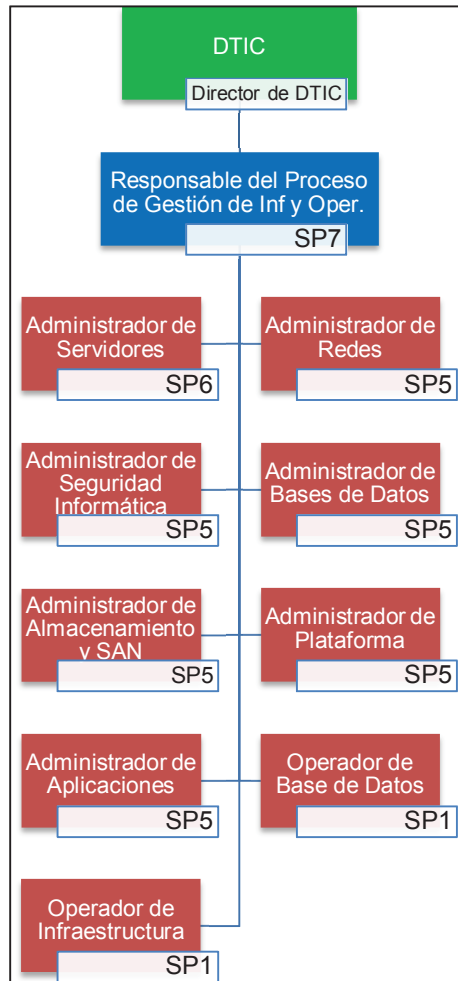 DTIC
Director de DTIC
Responsable del Proceso
de Gestión de Inf y Oper.
SP7
Administrador de
Servidores
SP6
Administrador de
Redes
SP5
Administrador de
Seguridad
Informática
SP5
Administrador de
Bases de Datos
SP5
Administrador de
Almacenamiento
y SAN
SP5
Administrador de
Plataforma
SP5
Administrador de
Aplicaciones
SP5
Operador de
Base de Datos
SP1
Operador de
Infraestructura
SP1